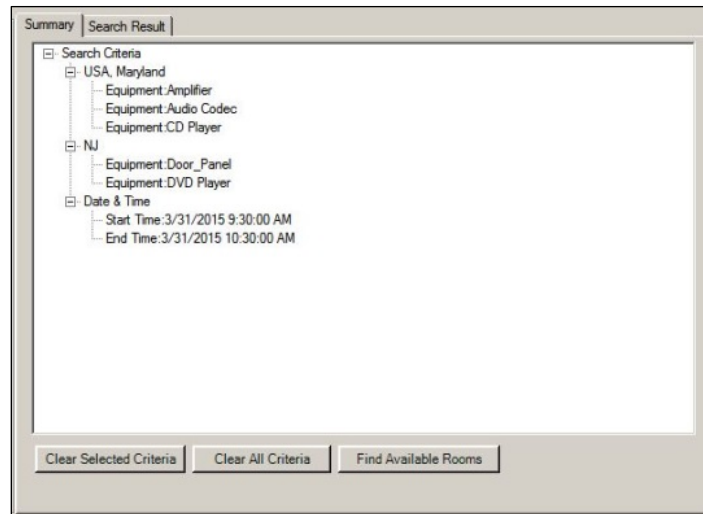 Summary Search Result
Search Criteria
USA, Maryland
Equipment:Amplifier
Equipment:Audio Codec
Equipment:CD Player
NJ
Equipment:Door_Panel
Equipment:DVD Player
Date & Time
Start Time:3/31/2015 9:30:00 AM
End Time:3/31/2015 10:30:00 AM
Clear Selected Criteria Clear All Criteria Find Available Rooms